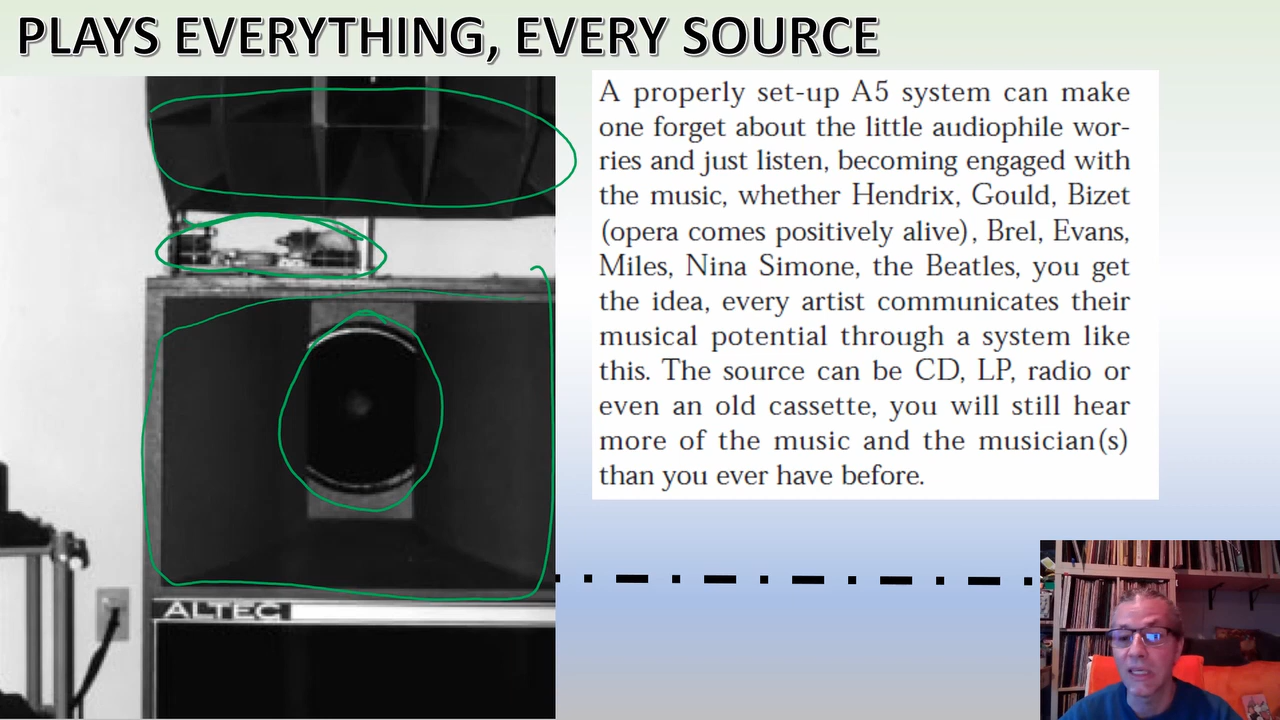 PLAYS EVERYTHING, EVERY SOURCE
A properly set-up A5 system can make
one forget about the little audiophile wor-
ries and just listen, becoming engaged with
the music, whether Hendrix, Gould, Bizet
(opera comes positively alive), Brel, Evans,
Miles, Nina Simone, the Beatles, you get
the idea, every artist communicates their
musical potential through a system like
this. The source can be CD, LP, radio or
even an old cassette, you will still hear
more of the music and the musician(s)
than you ever have before.
ALTEC